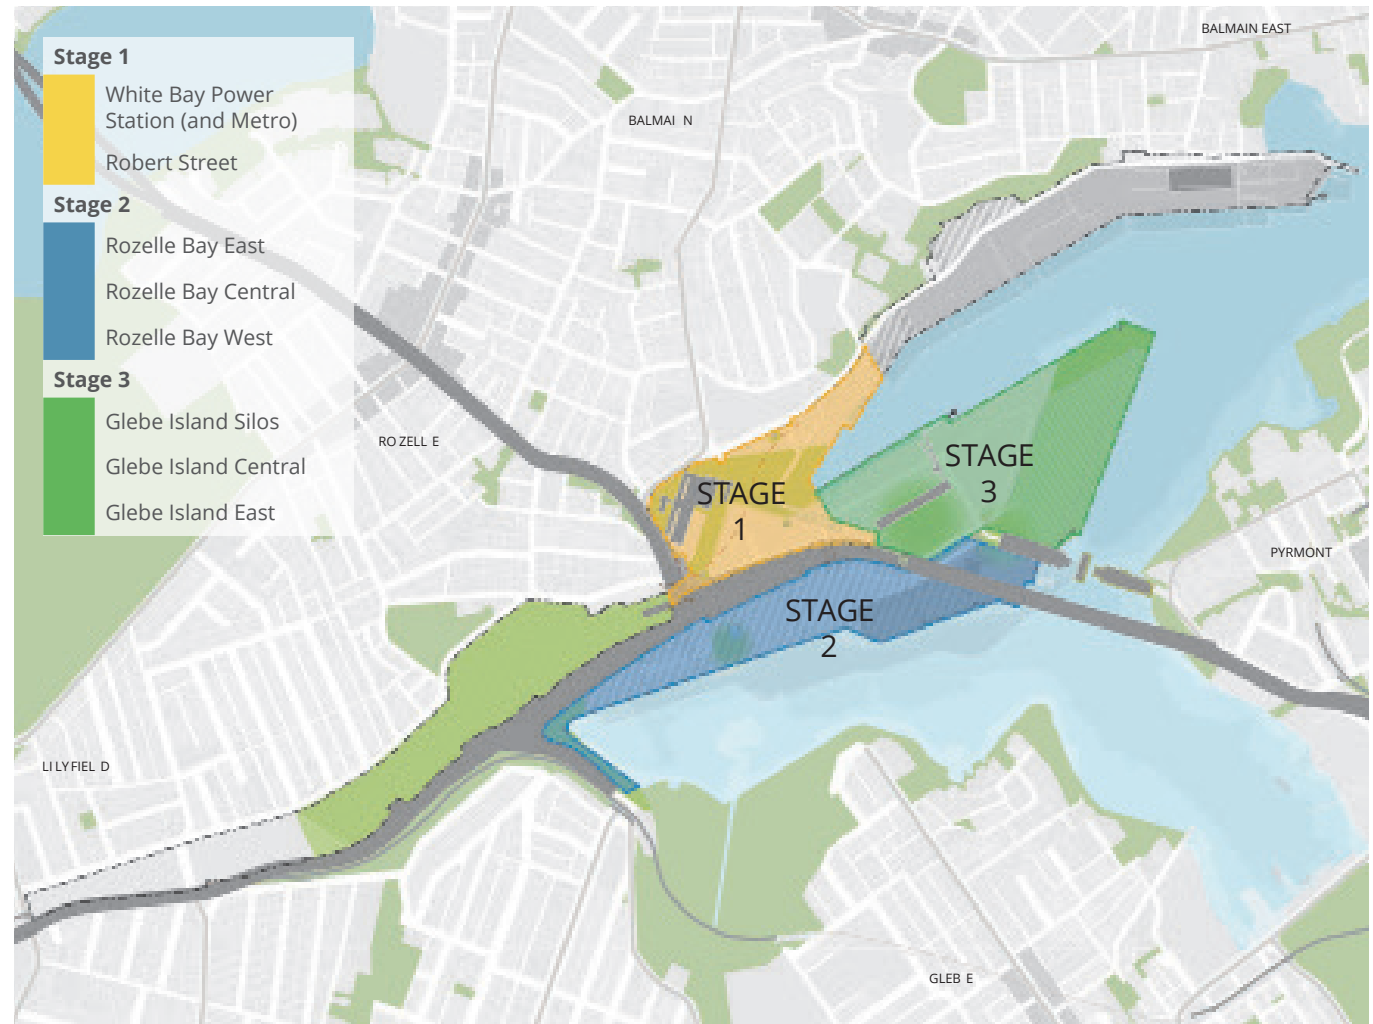 Stage 1
White Bay Power
Station (and Metro)
Robert Street
Stage 2
Rozelle Bay East
Rozelle Bay Central
Rozelle Bay West
Stage 3
Glebe Island Silos
Glebe Island Central
Glebe Island East
BALMAIN EAST
BALMAI N
RO ZELL E
STAGE
1
STAGE
3
STAGE
2
PYRMONT
LI LYFIEL D
GLEB E